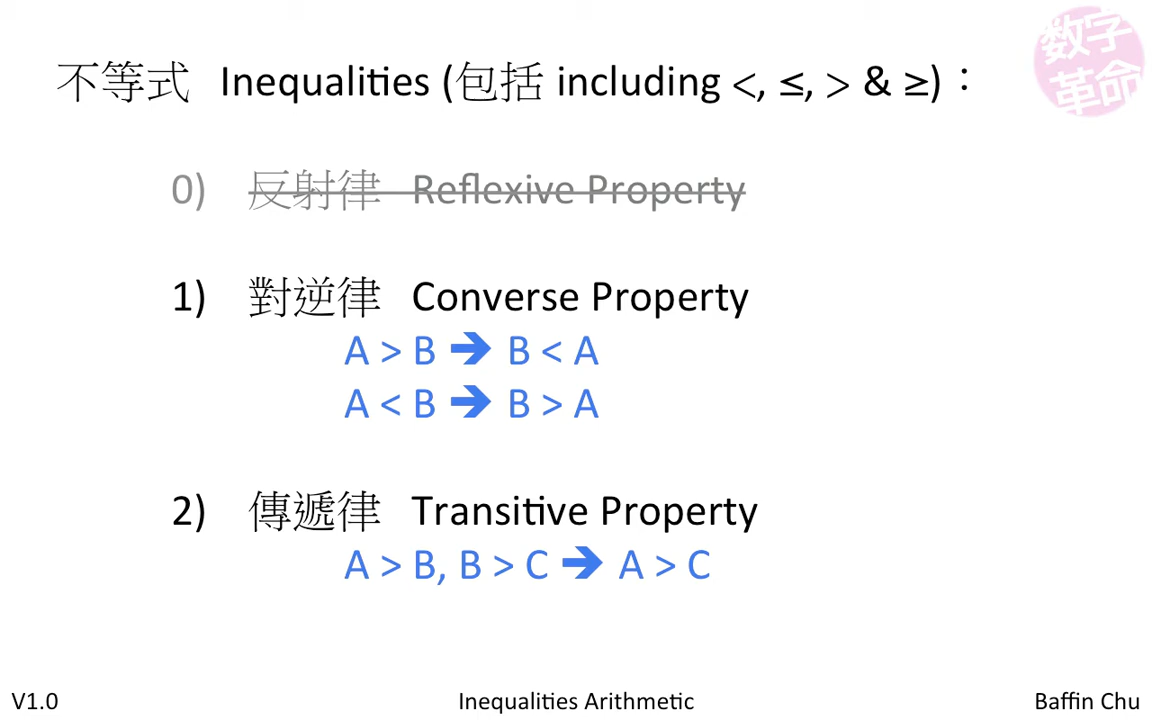 数字
革命
不等式 Inequalities (包括 including <, ≤, > & ≥)：
0) 反射律 Reflexive Property
1) 對逆律 Converse Property
A > B ➔ B < A
A < B ➔ B > A
2) 傳遞律 Transitive Property
A > B, B > C ➔ A > C
V1.0 Inequalities Arithmetic Baffin Chu